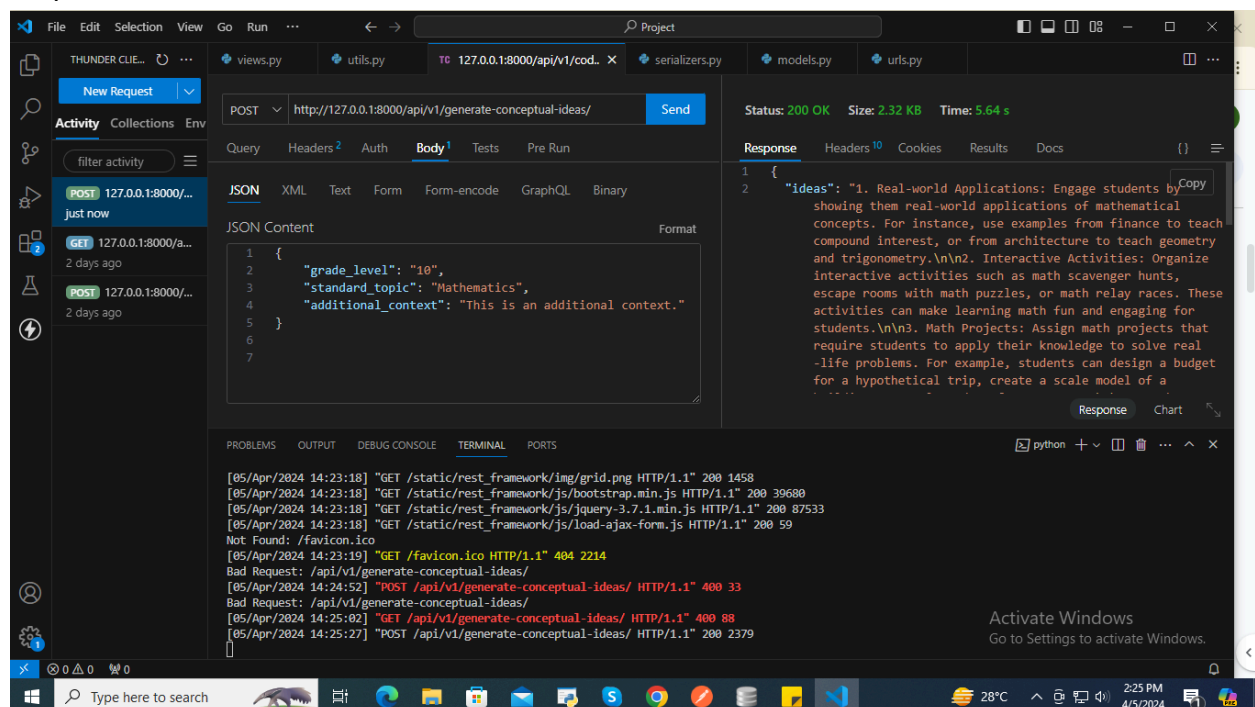 File Edit Selection View Go Run ··· Project
THUNDER CLIE... ··· views.py utils.py TC 127.0.0.1:8000/api/v1/cod.. serializers.py models.py urls.py ···
New Request
Activity Collections Env
filter activity
POST 127.0.0.1:8000/...
just now
GET 127.0.0.1:8000/a...
2 days ago
POST 127.0.0.1:8000/...
2 days ago
2
1
POST http://127.0.0.1:8000/api/v1/generate-conceptual-ideas/ Send
Query Headers 2 Auth Body 1 Tests Pre Run
JSON XML Text Form Form-encode GraphQL Binary
JSON Content Format
1 {
2 "grade_level": "10",
3 "standard_topic": "Mathematics",
4 "additional_context": "This is an additional context."
5 }
6
7
Status: 200 OK Size: 2.32 KB Time: 5.64 s
Response Headers 10 Cookies Results Docs {}
Copy
1 {
2 "ideas": "1. Real-world Applications: Engage students by
showing them real-world applications of mathematical
concepts. For instance, use examples from finance to teach
compound interest, or from architecture to teach geometry
and trigonometry.\n\n2. Interactive Activities: Organize
interactive activities such as math scavenger hunts,
escape rooms with math puzzles, or math relay races. These
activities can make learning math fun and engaging for
students.\n\n3. Math Projects: Assign math projects that
require students to apply their knowledge to solve real
-life problems. For example, students can design a budget
for a hypothetical trip, create a scale model of a
Response Chart
PROBLEMS OUTPUT DEBUG CONSOLE TERMINAL PORTS python ···
[05/Apr/2024 14:23:18] "GET /static/rest_framework/img/grid.png HTTP/1.1" 200 1458
[05/Apr/2024 14:23:18] "GET /static/rest_framework/js/bootstrap.min.js HTTP/1.1" 200 39680
[05/Apr/2024 14:23:18] "GET /static/rest_framework/js/jquery-3.7.1.min.js HTTP/1.1" 200 87533
[05/Apr/2024 14:23:18] "GET /static/rest_framework/js/load-ajax-form.js HTTP/1.1" 200 59
Not Found: /favicon.ico
[05/Apr/2024 14:23:19] "GET /favicon.ico HTTP/1.1" 404 2214
Bad Request: /api/v1/generate-conceptual-ideas/
[05/Apr/2024 14:24:52] "POST /api/v1/generate-conceptual-ideas/ HTTP/1.1" 400 33
Bad Request: /api/v1/generate-conceptual-ideas/
[05/Apr/2024 14:25:02] "GET /api/v1/generate-conceptual-ideas/ HTTP/1.1" 400 88
[05/Apr/2024 14:25:27] "POST /api/v1/generate-conceptual-ideas/ HTTP/1.1" 200 2379
Activate Windows
Go to Settings to activate Windows.
0 0 0
Type here to search 28°C 2:25 PM
4/5/2024